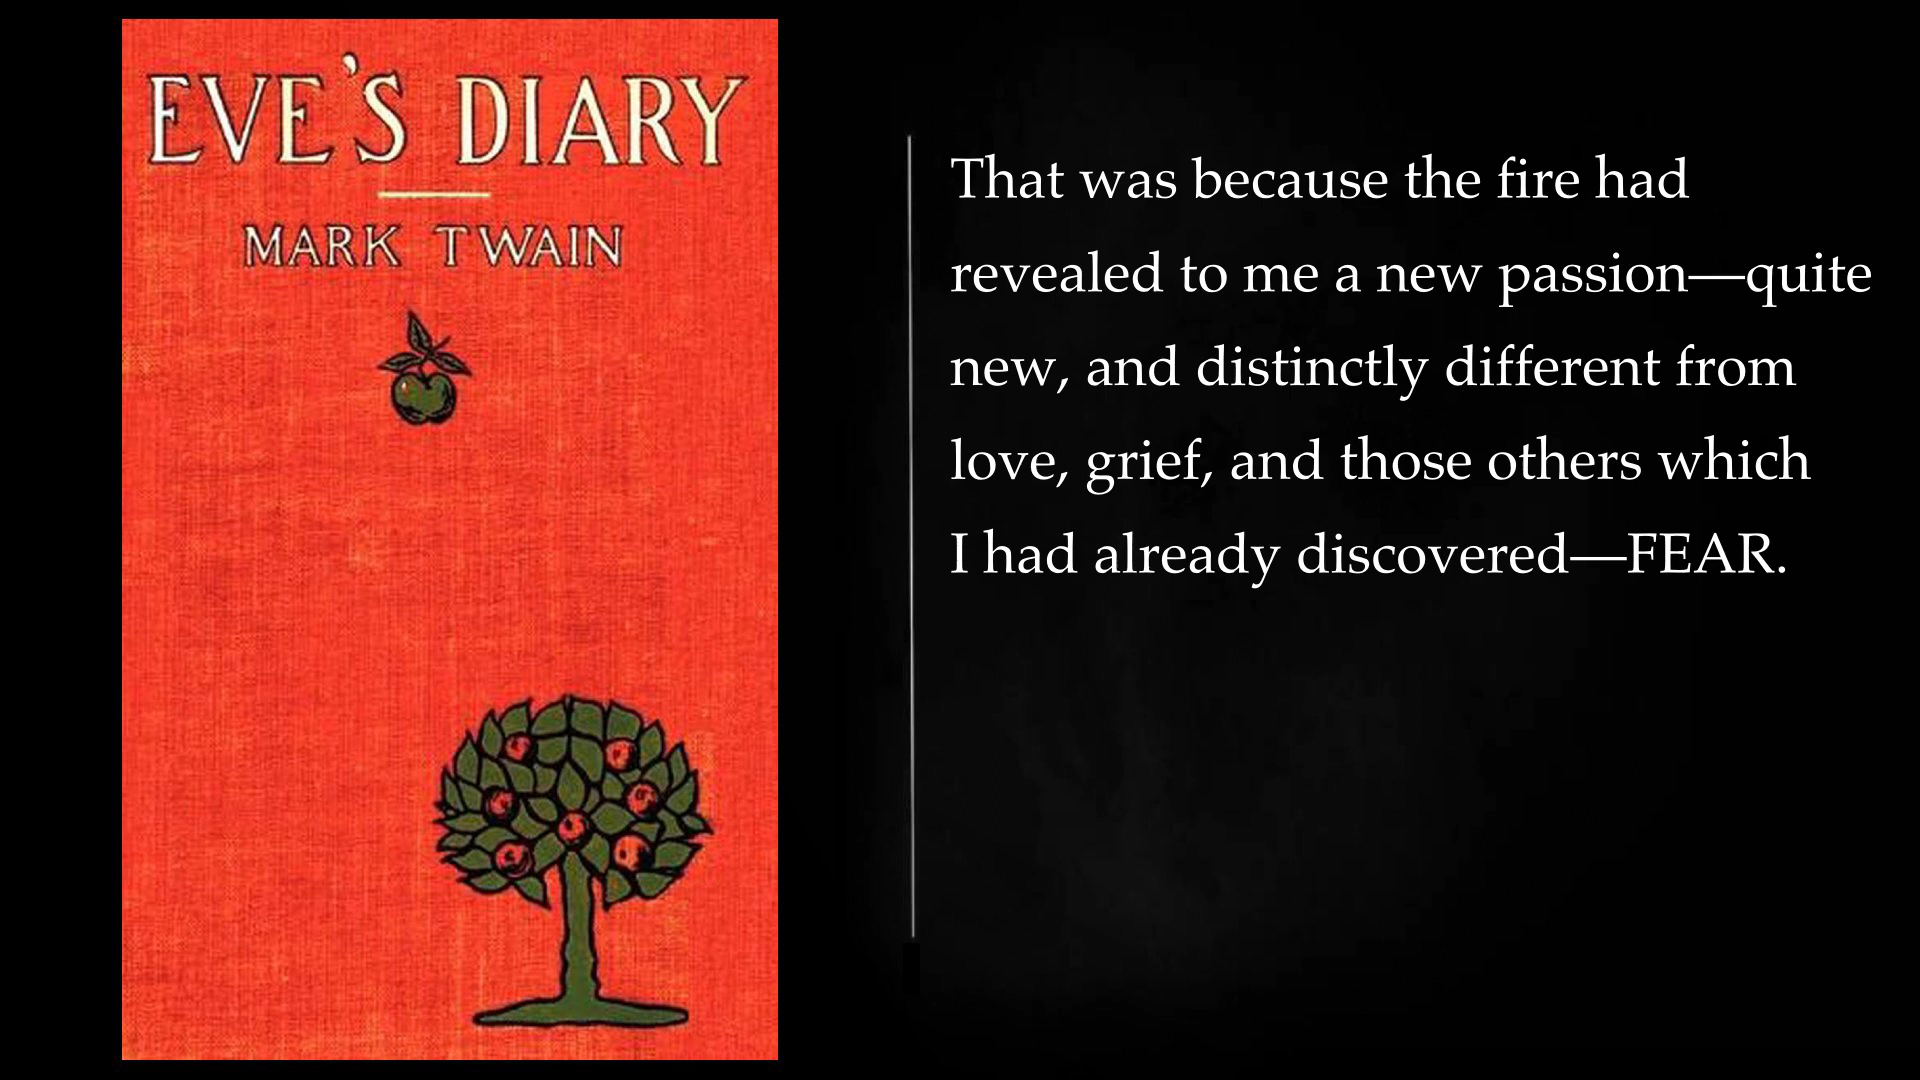 EVE'S DIARY
MARK TWAIN
That was because the fire had
revealed to me a new passion—quite
new, and distinctly different from
love, grief, and those others which
I had already discovered—FEAR.